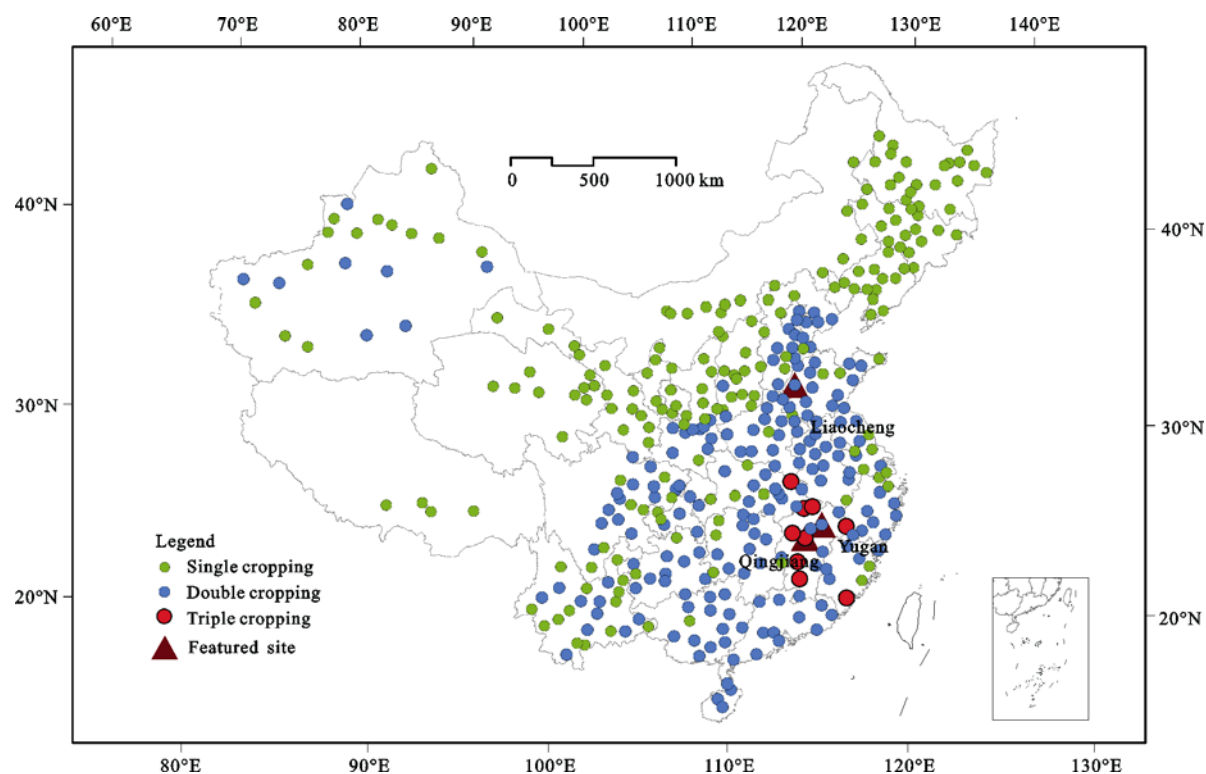 60°E 70°E 80°E 90°E 100°E 110°E 120°E 130°E 140°E
0 500 1000 km
40°N 40°N
30°N 30°N
Liaocheng
Legend
Single cropping
Double cropping
Triple cropping
Featured site
Yugan
Qingjiang
20°N 20°N
80°E 90°E 100°E 110°E 120°E 130°E